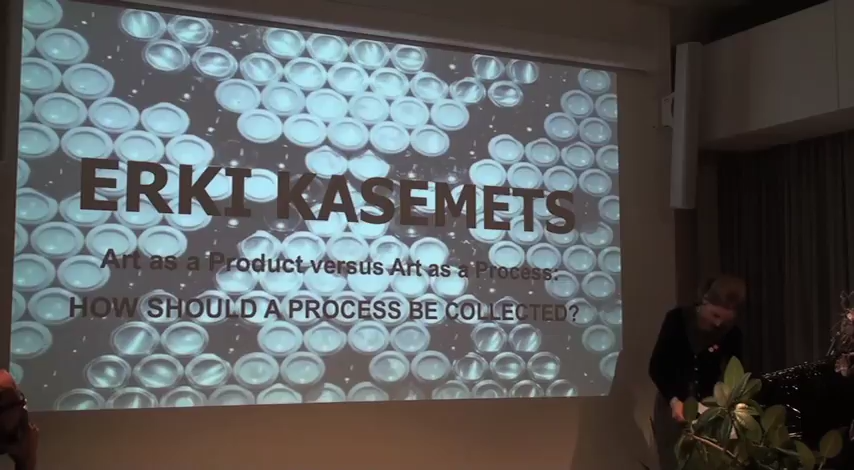 ERKI KASEMETS
Art as a Product versus Art as a Process:
HOW SHOULD A PROCESS BE COLLECTED?